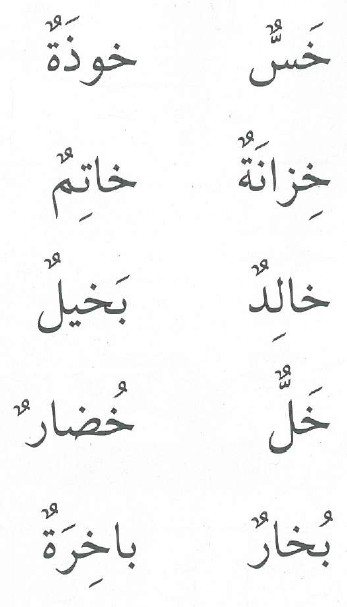 خَسٌّ خوذَةٌ
خِزانَةٌ خاتِمٌ
خالِدٌ بَخيلٌ
خَلٌّ خُضارٌ
بُخارٌ باخِرَةٌ